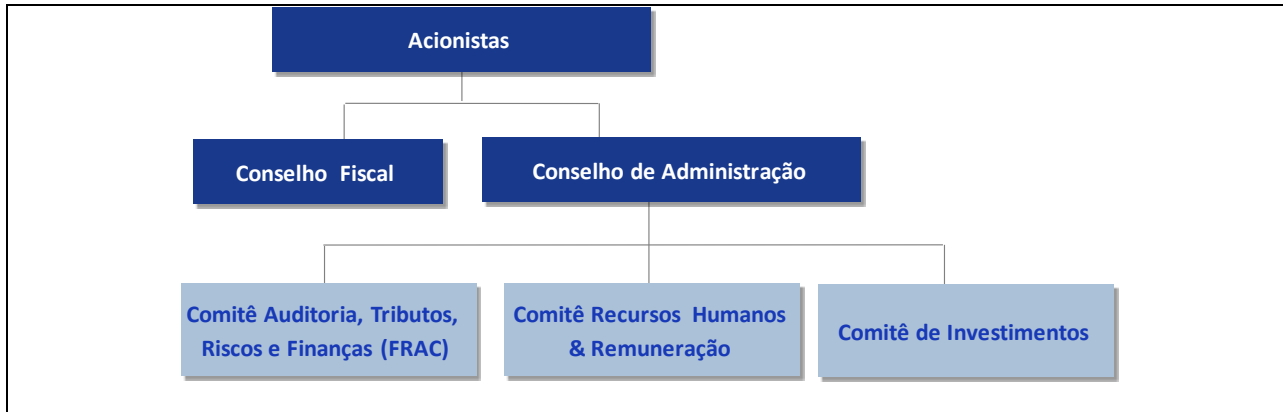 Acionistas
Conselho Fiscal
Conselho de Administração
Comitê Auditoria, Tributos,
Riscos e Finanças (FRAC)
Comitê Recursos Humanos
& Remuneração
Comitê de Investimentos